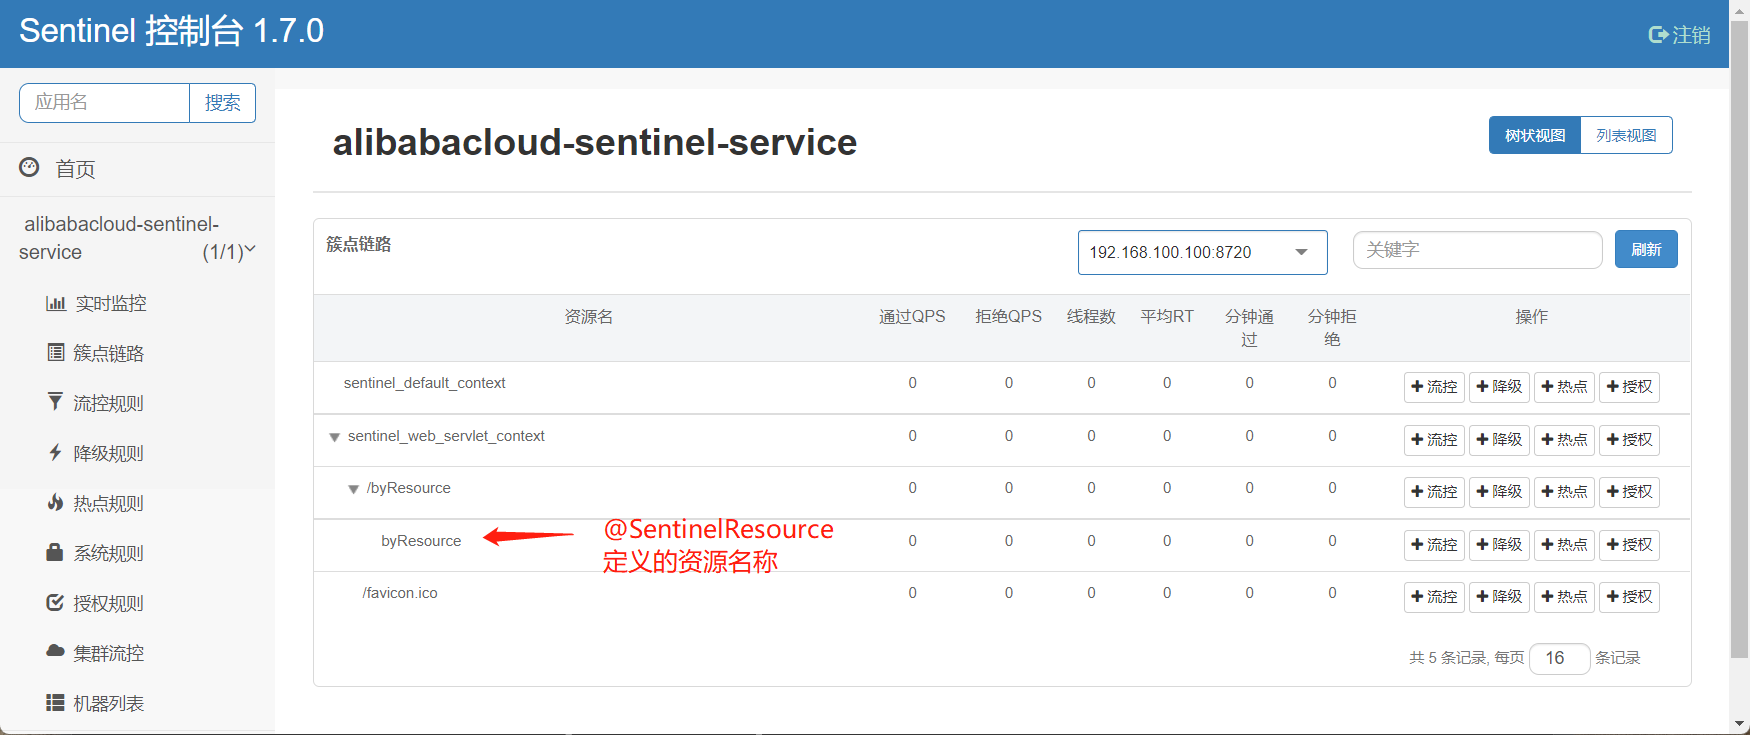 Sentinel 控制台 1.7.0
注销
应用名
搜索
首页
alibabacloud-sentinel-
service (1/1)
实时监控
簇点链路
流控规则
降级规则
热点规则
系统规则
授权规则
集群流控
机器列表
alibabacloud-sentinel-service
树状视图 列表视图
簇点链路
192.168.100.100:8720
关键字
刷新
资源名 通过QPS 拒绝QPS 线程数 平均RT 分钟通 分钟拒 操作
过 绝
sentinel_default_context 0 0 0 0 0 0 流控 降级 热点 授权
sentinel_web_servlet_context 0 0 0 0 0 0 流控 降级 热点 授权
/byResource 0 0 0 0 0 0 流控 降级 热点 授权
byResource 0 0 0 0 0 0 流控 降级 热点 授权
@SentinelResource
定义的资源名称
/favicon.ico 0 0 0 0 0 0 流控 降级 热点 授权
共 5 条记录, 每页 16 条记录